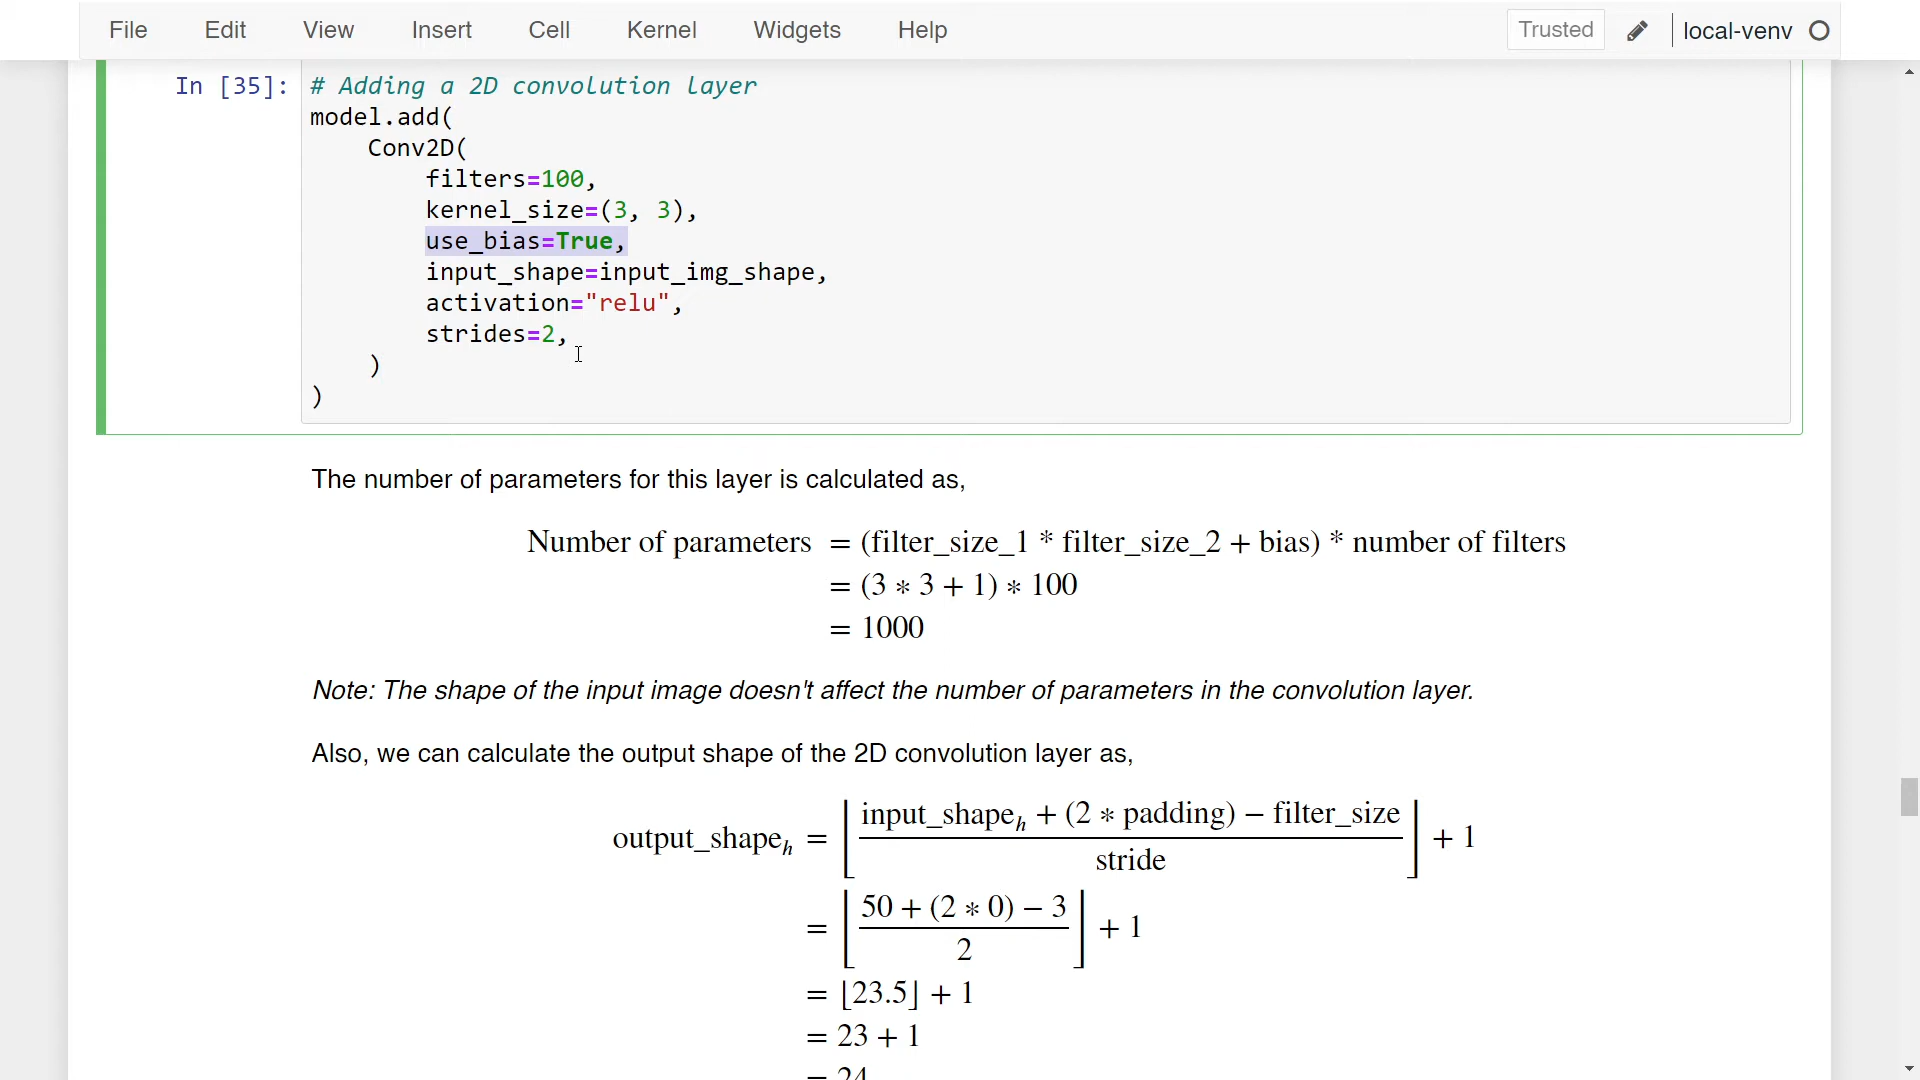 File Edit View Insert Cell Kernel Widgets Help Trusted local-venv
In [35]: # Adding a 2D convolution layer
model.add(
    Conv2D(
        filters=100,
        kernel_size=(3, 3),
        use_bias=True,
        input_shape=input_img_shape,
        activation="relu",
        strides=2,
    )
)
The number of parameters for this layer is calculated as,
Number of parameters = (filter_size_1 * filter_size_2 + bias) * number of filters
= (3 * 3 + 1) * 100
= 1000
Note: The shape of the input image doesn't affect the number of parameters in the convolution layer.
Also, we can calculate the output shape of the 2D convolution layer as,
output_shapeₕ = ⌊(input_shapeₕ + (2 * padding) − filter_size) / stride⌋ + 1
= ⌊(50 + (2 * 0) − 3) / 2⌋ + 1
= ⌊23.5⌋ + 1
= 23 + 1
= 24